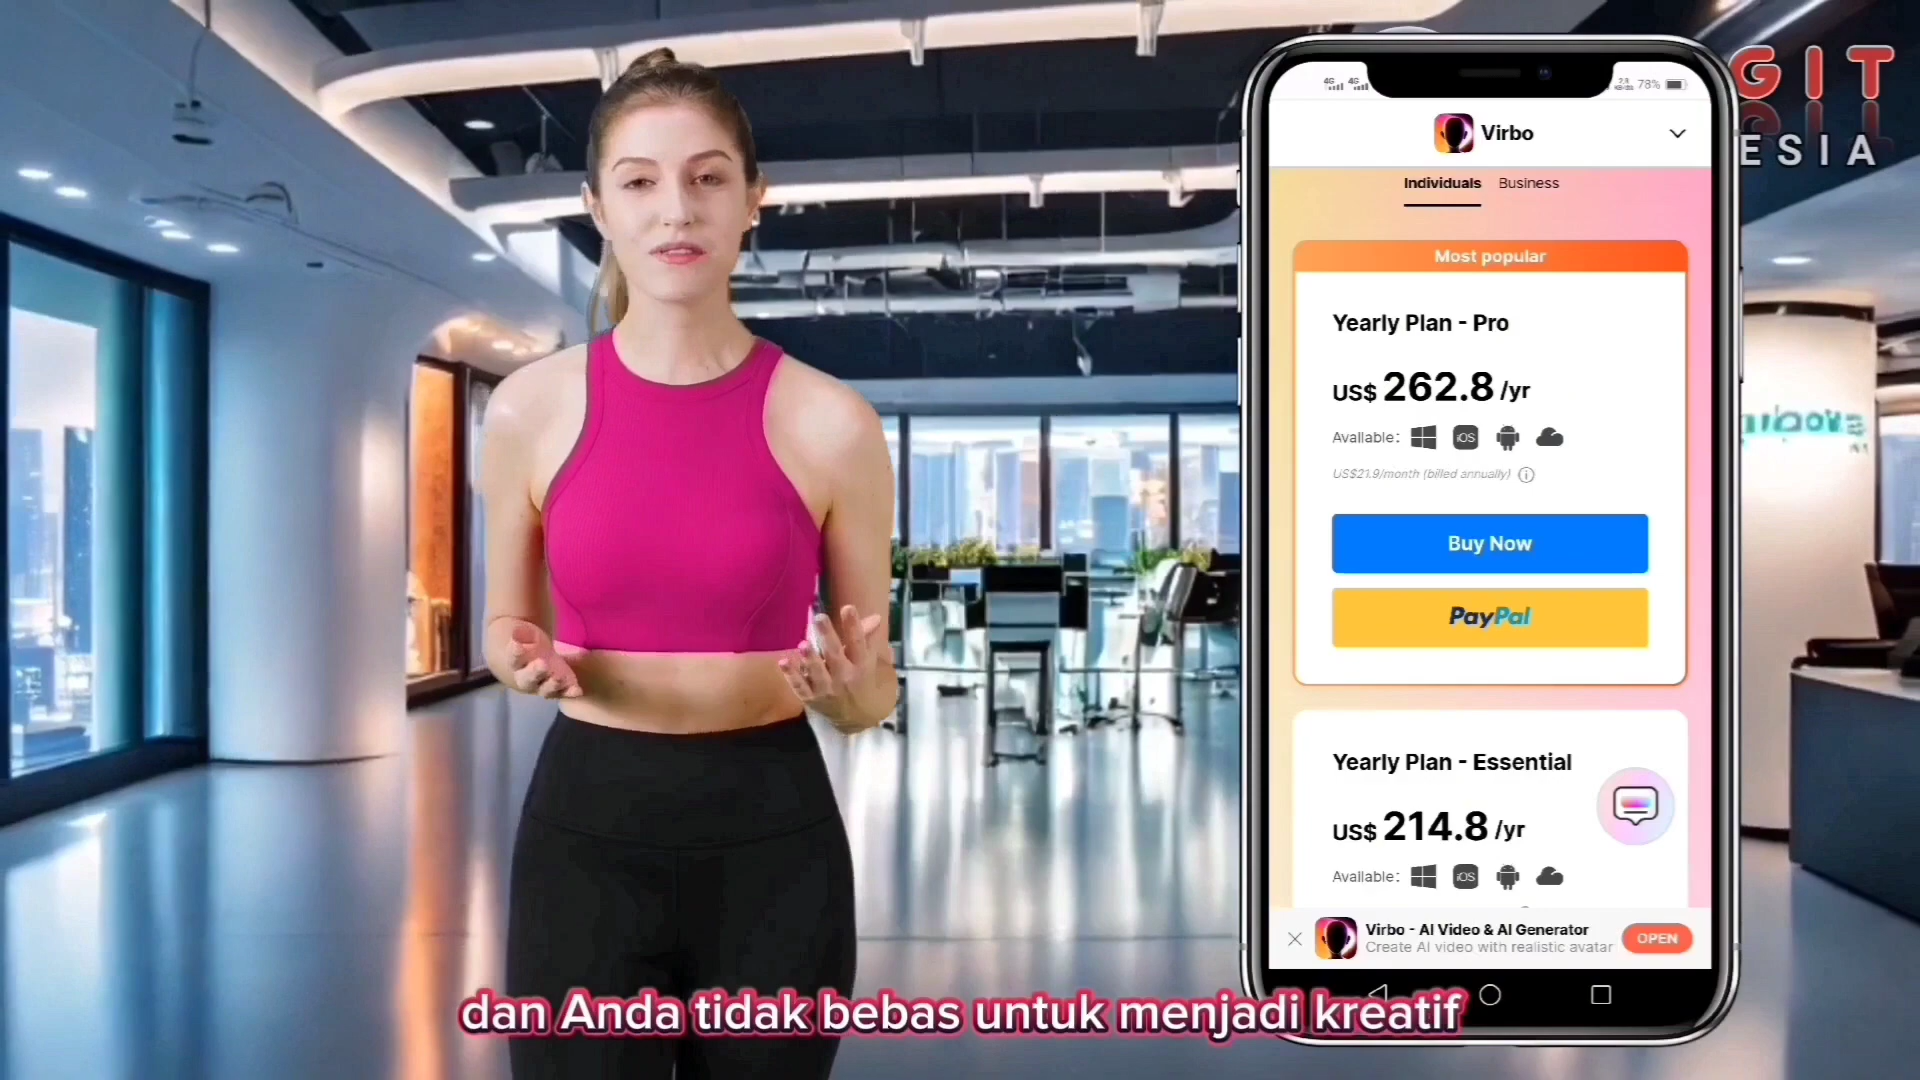 GIT
ESIA
4G 4G 78%
Virbo
Individuals Business
Most popular
Yearly Plan - Pro
US$ 262.8 /yr
Available:
iOS
US$21.9/month (billed annually)
Buy Now
PayPal
Yearly Plan - Essential
US$ 214.8 /yr
Available:
iOS
Virbo - AI Video & AI Generator
Create AI video with realistic avatar
OPEN
dan Anda tidak bebas untuk menjadi kreatif